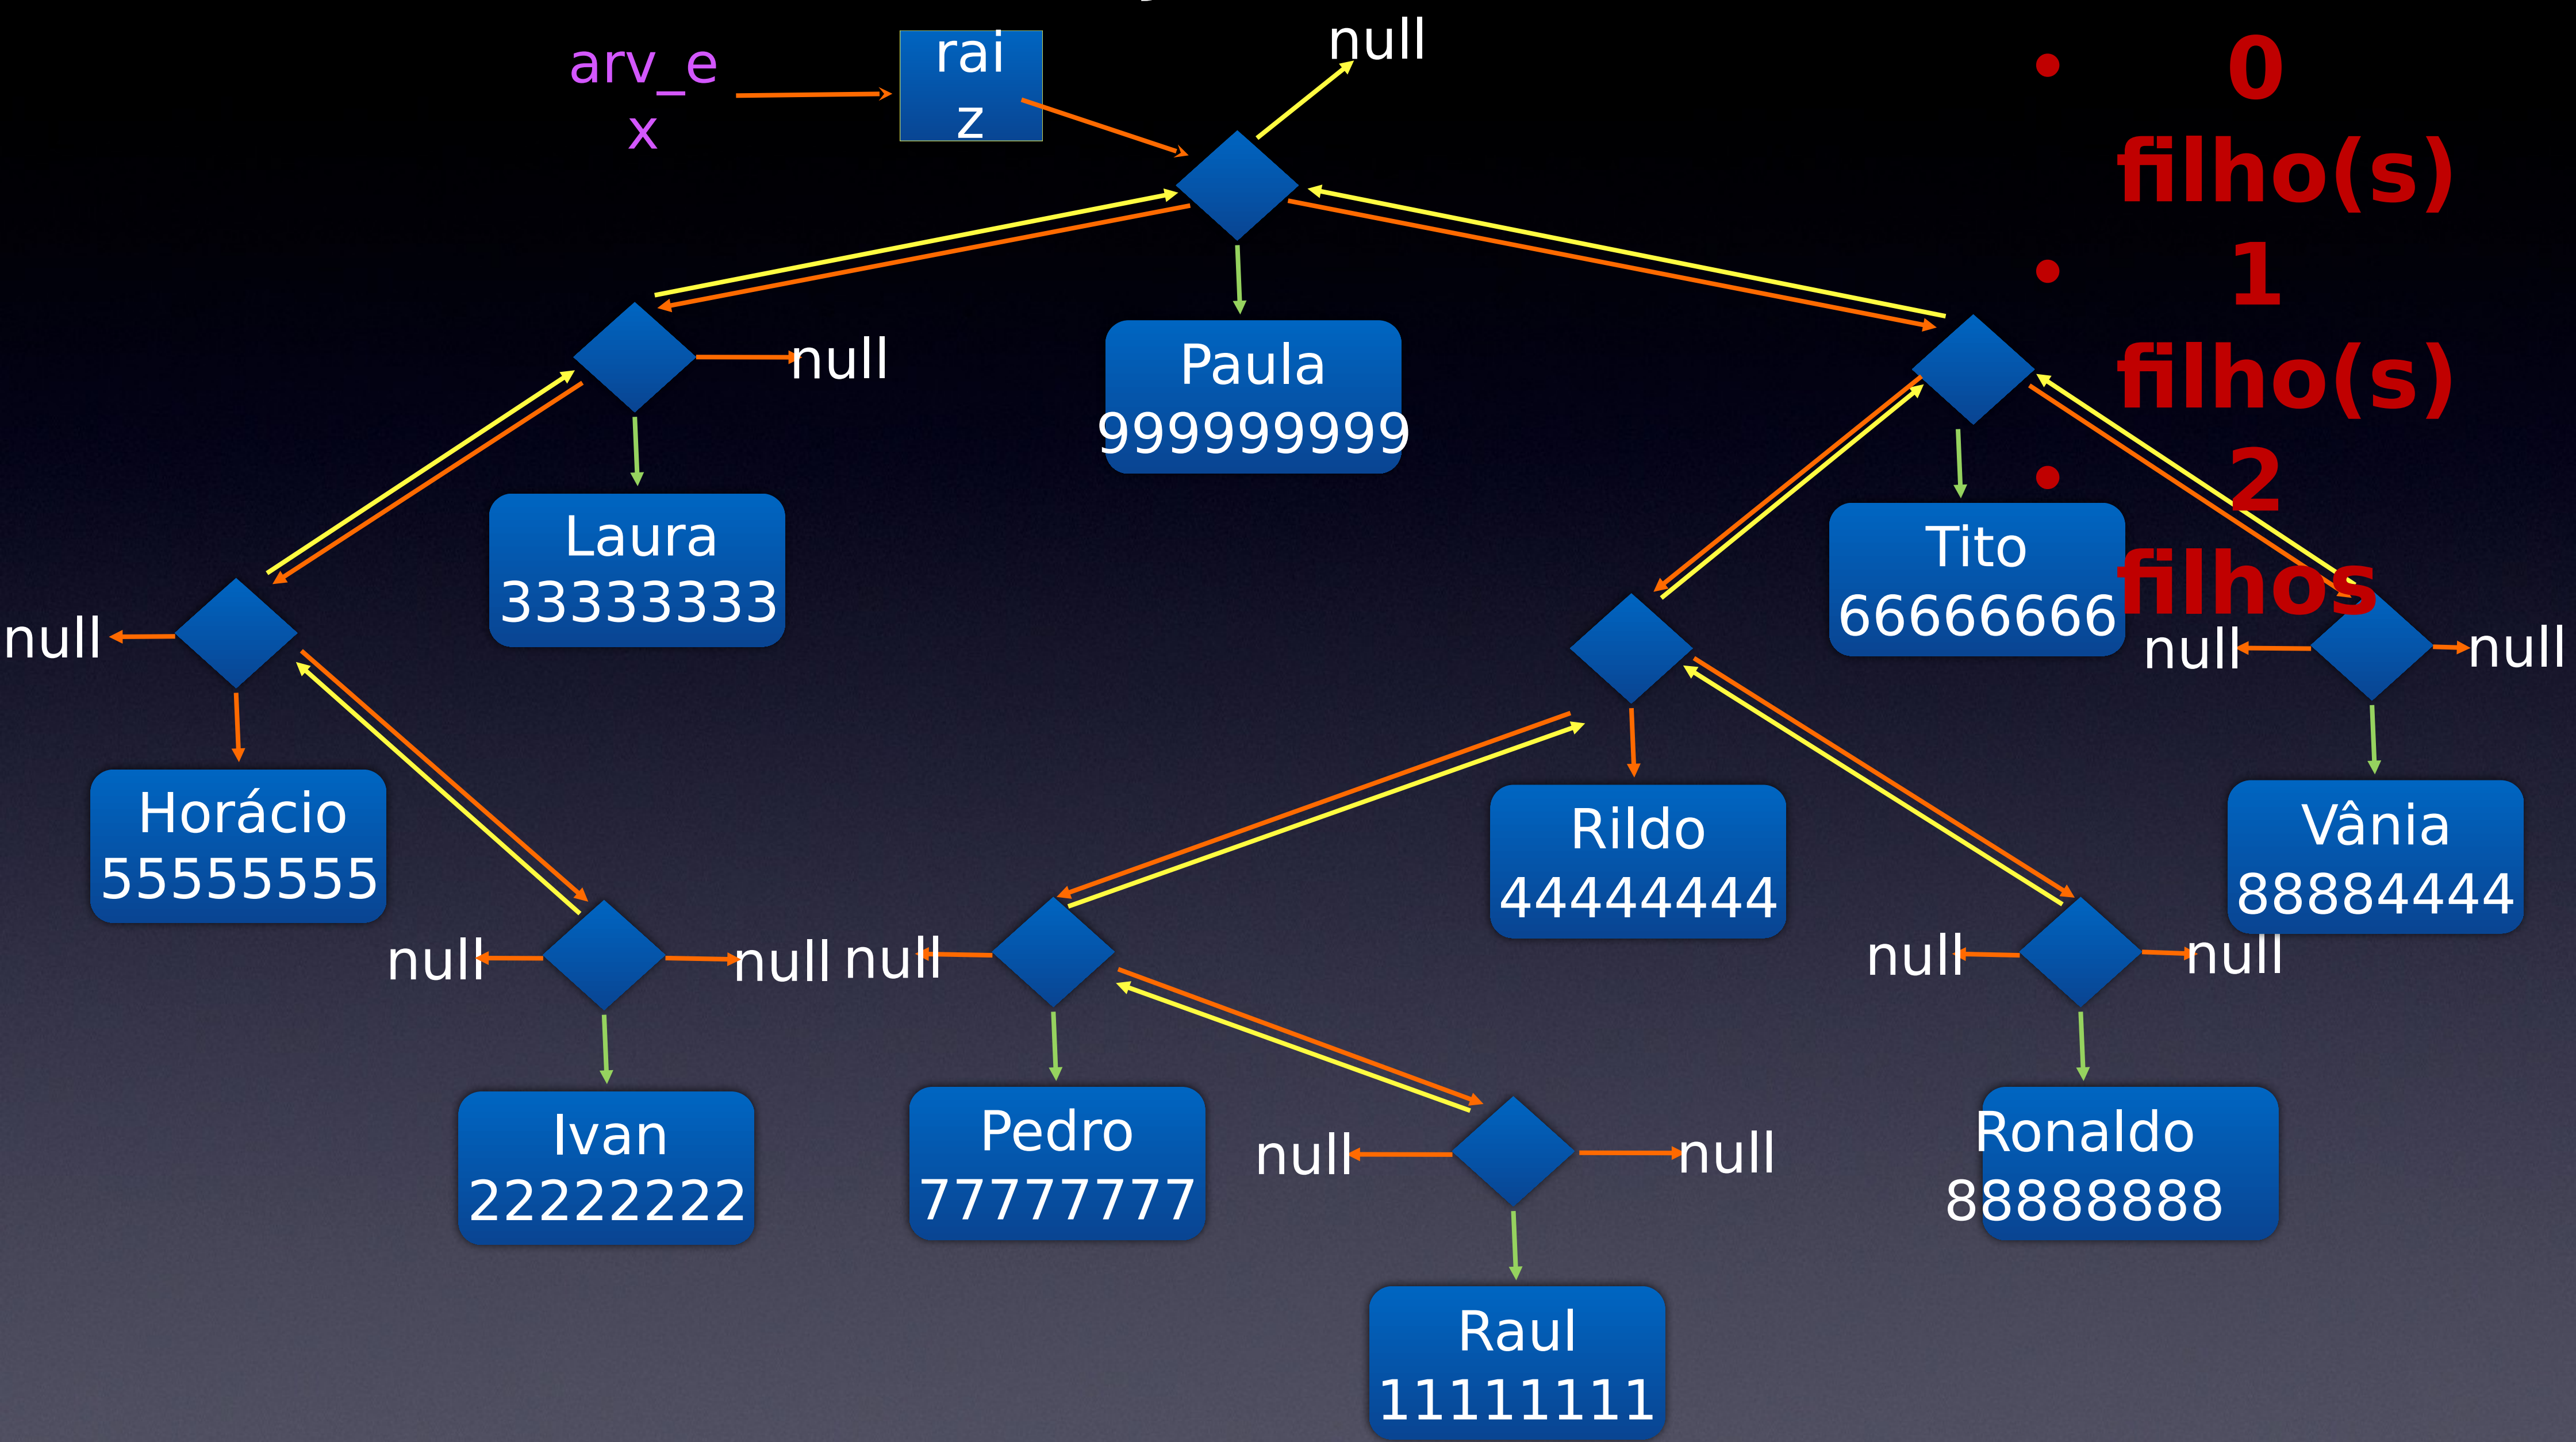 arv_e
x
rai
z
null
• 0
filho(s)
• 1
filho(s)
• 2
filhos
null
Paula
999999999
Laura
33333333
Tito
66666666
null
null
null
Horácio
55555555
Rildo
44444444
Vânia
88884444
null
null
null
null
null
Ivan
22222222
Pedro
77777777
null
null
Ronaldo
88888888
Raul
11111111